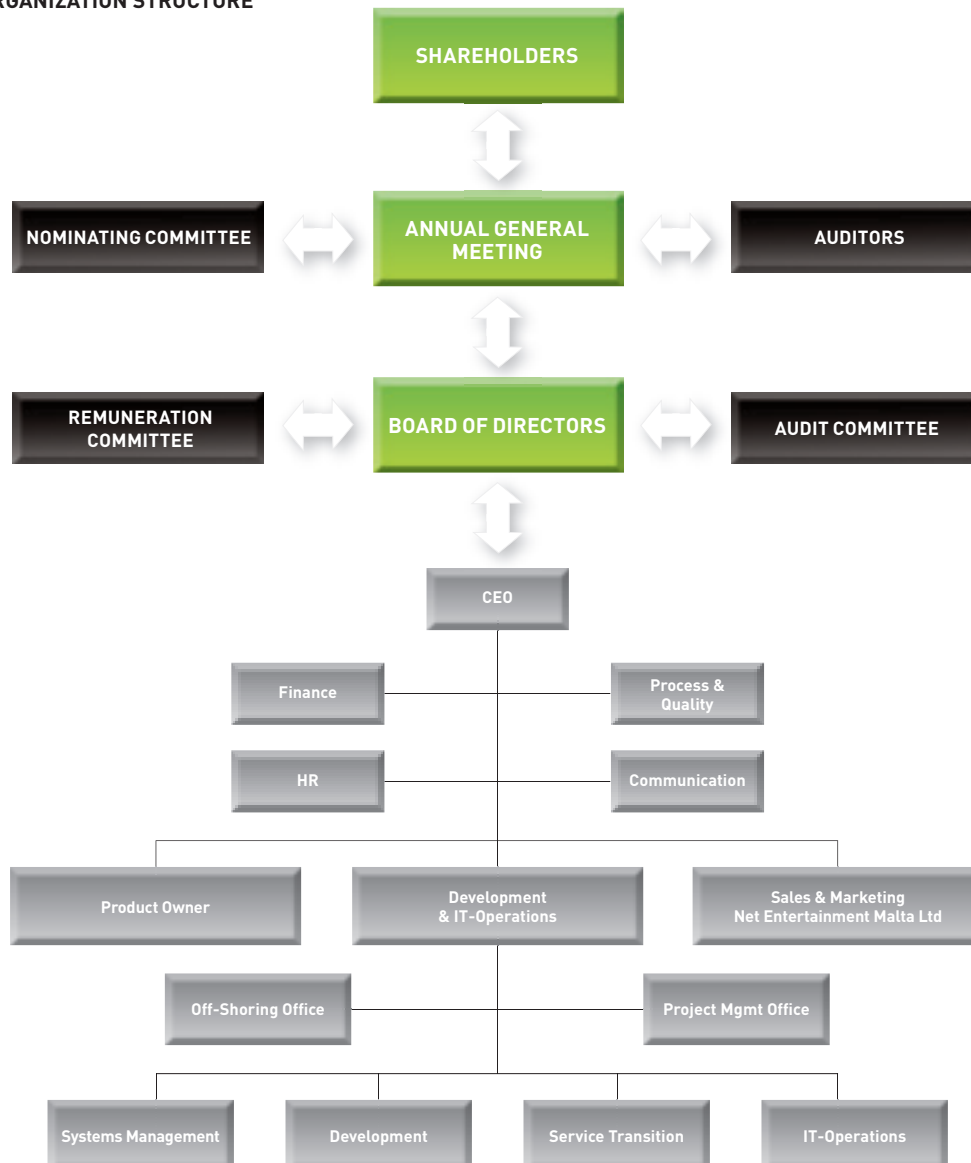 RGANIZATION STRUCTURE
SHAREHOLDERS
NOMINATING COMMITTEE
ANNUAL GENERAL
MEETING
AUDITORS
REMUNERATION
COMMITTEE
BOARD OF DIRECTORS
AUDIT COMMITTEE
CEO
Finance
Process &
Quality
HR
Communication
Product Owner
Development
& IT-Operations
Sales & Marketing
Net Entertainment Malta Ltd
Off-Shoring Office
Project Mgmt Office
Systems Management
Development
Service Transition
IT-Operations